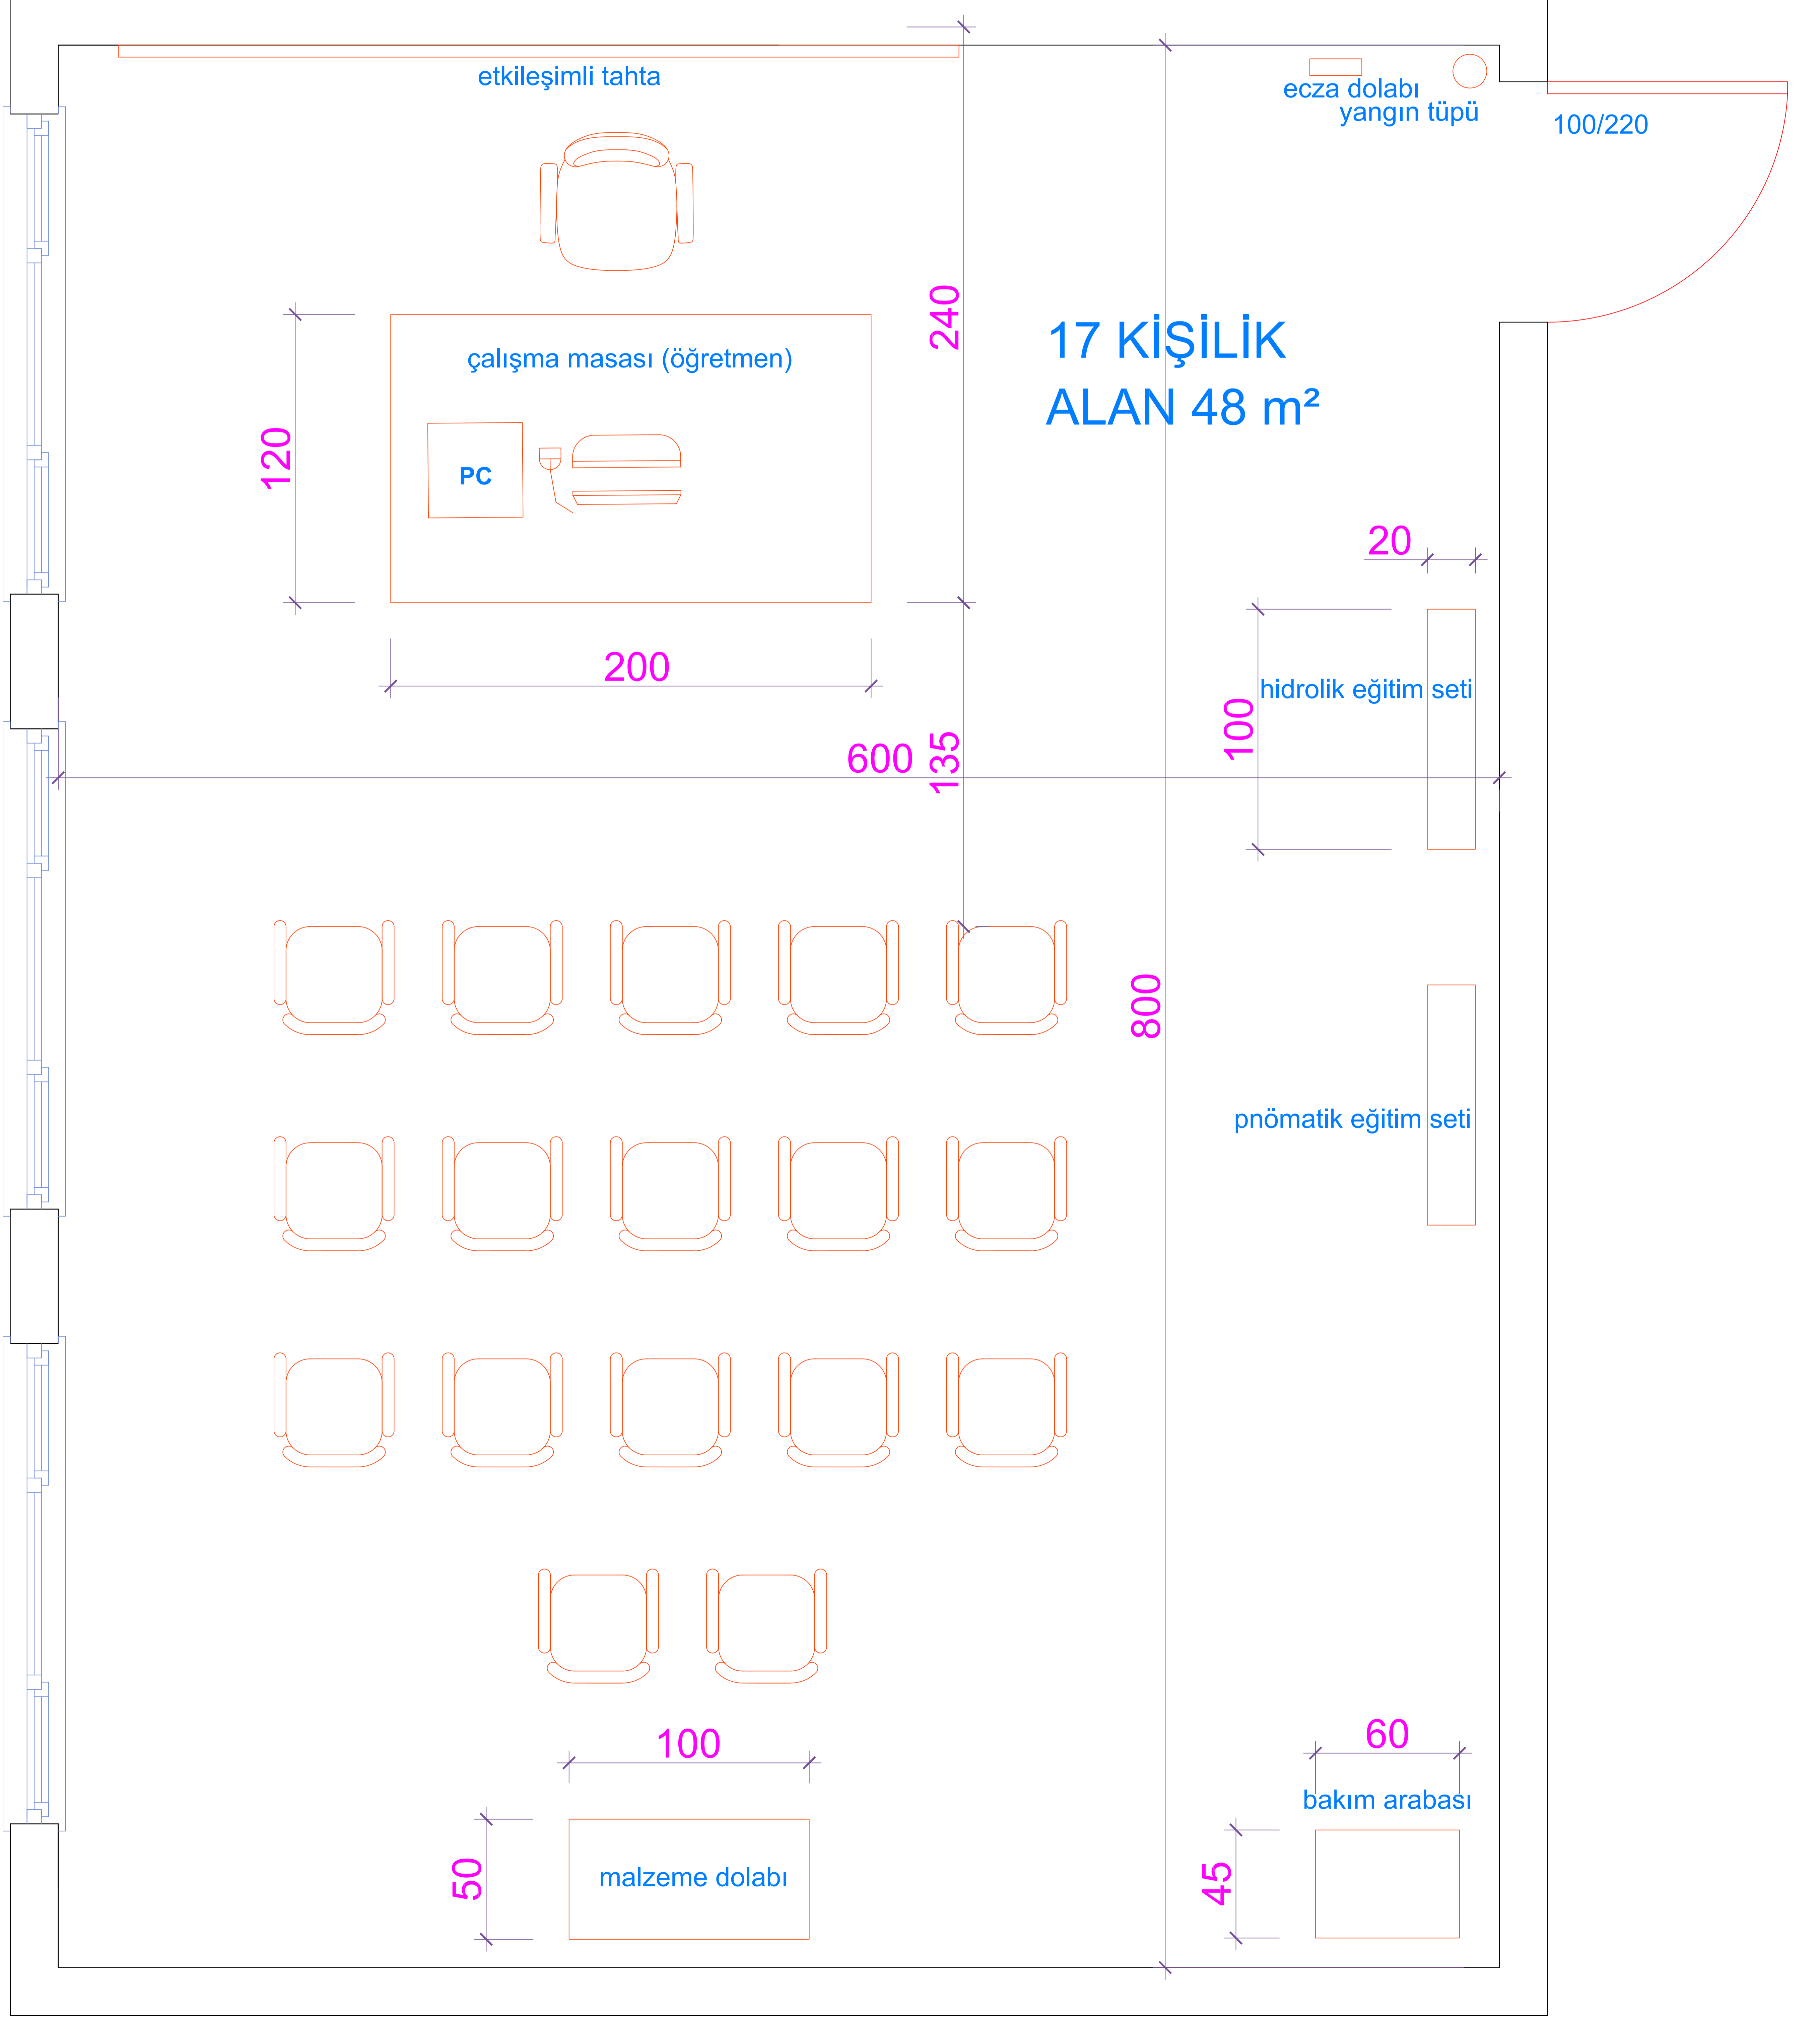 etkileşimli tahta
ecza dolabı
yangın tüpü
100/220
240
17 KİŞİLİK
ALAN 48 m²
çalışma masası (öğretmen)
120
PC
20
200
hidrolik eğitim seti
100
600
135
800
pnömatik eğitim seti
100
60
bakım arabası
50
malzeme dolabı
45